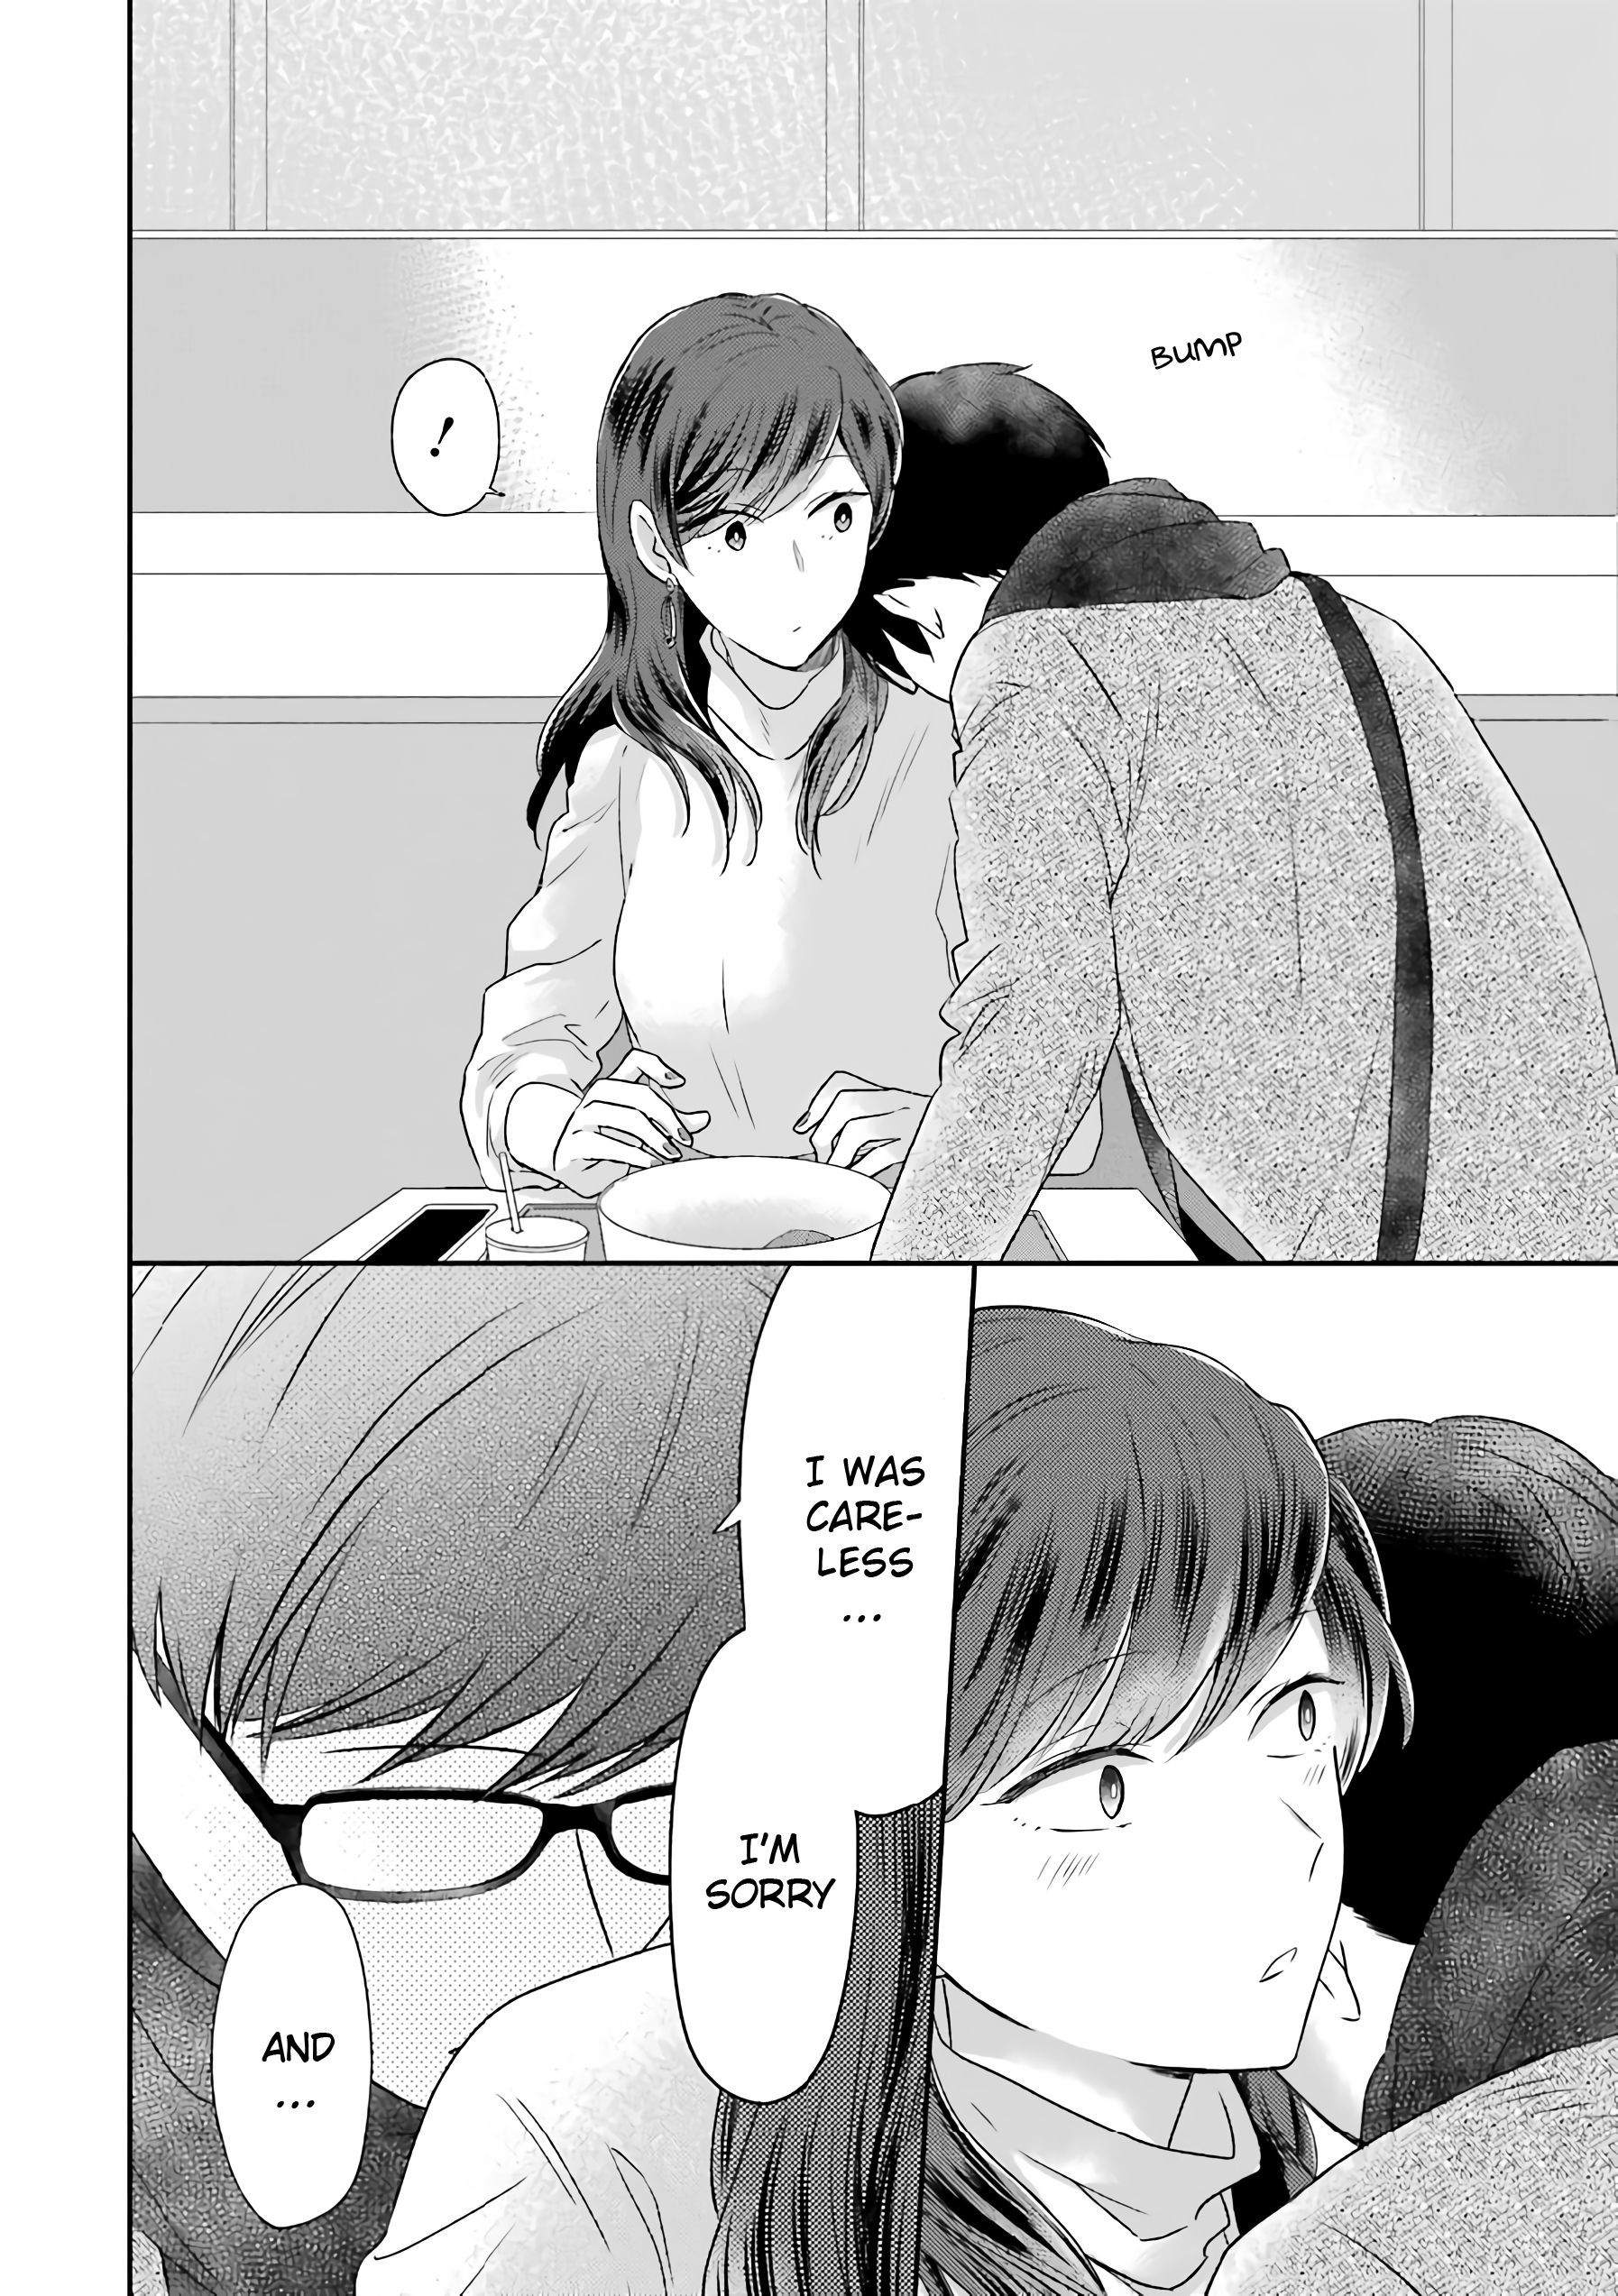 BUMP
!
I WAS
CARE-
LESS
...
I'M
SORRY
AND
...